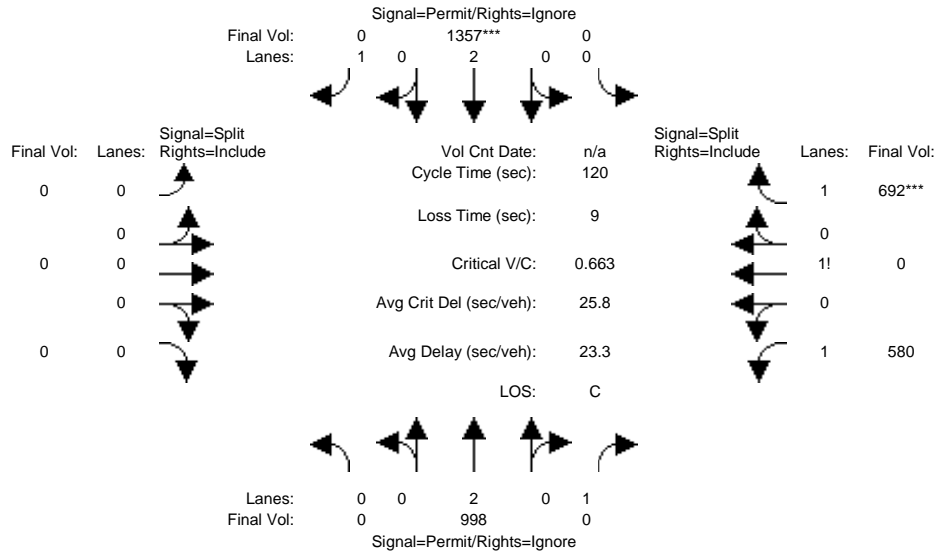 Signal=Permit/Rights=Ignore
Final Vol: 0 1357*** 0
Lanes: 1 0 2 0 0
Signal=Split
Final Vol: Lanes: Rights=Include
Vol Cnt Date: n/a
Signal=Split
Rights=Include Lanes: Final Vol:
Cycle Time (sec): 120
0 0
1 692***
Loss Time (sec): 9
0
0
0 0
Critical V/C: 0.663
1! 0
0
Avg Crit Del (sec/veh): 25.8
0
0 0
Avg Delay (sec/veh): 23.3
1 580
LOS: C
Lanes: 0 0 2 0 1
Final Vol: 0 998 0
Signal=Permit/Rights=Ignore